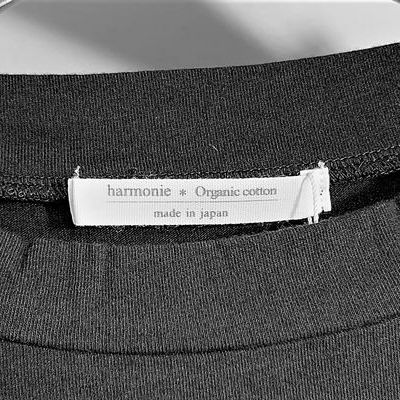 harmonie * Organic cotton
made in japan